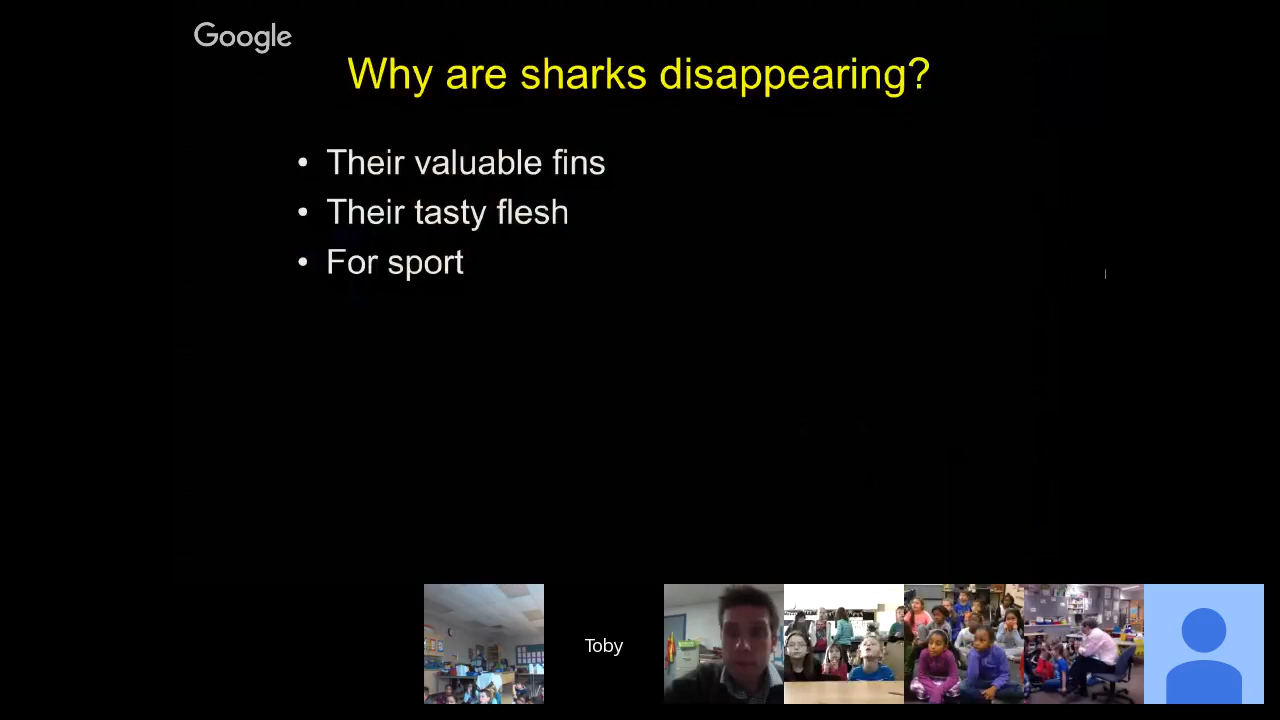 Google
Why are sharks disappearing?
• Their valuable fins
• Their tasty flesh
• For sport
Toby